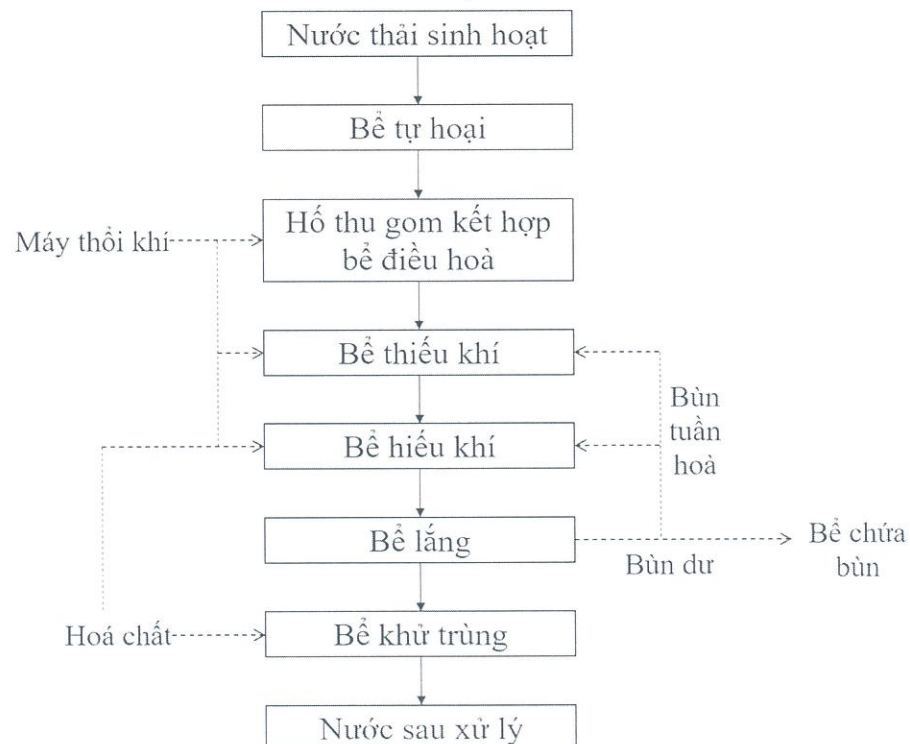 Nước thải sinh hoạt
Bể tự hoại
Hố thu gom kết hợp
bể điều hoà
Máy thổi khí
Bể thiếu khí
Bùn
tuần
hoà
Bể hiếu khí
Bể lắng
Bùn dư
Bể chứa
bùn
Hoá chất
Bể khử trùng
Nước sau xử lý